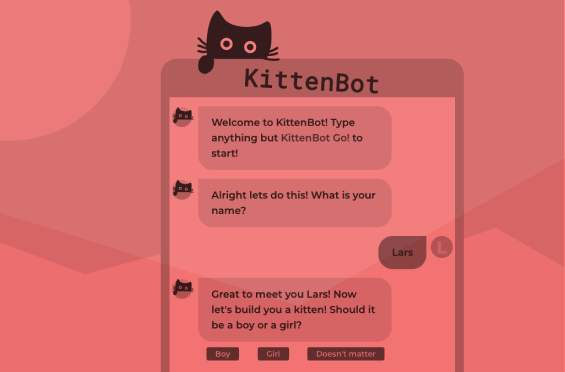 KittenBot
Welcome to KittenBot! Type
anything but KittenBot Go! to
start!
Alright lets do this! What is your
name?
Lars
L
Great to meet you Lars! Now
let's build you a kitten! Should it
be a boy or a girl?
Boy Girl Doesn't matter